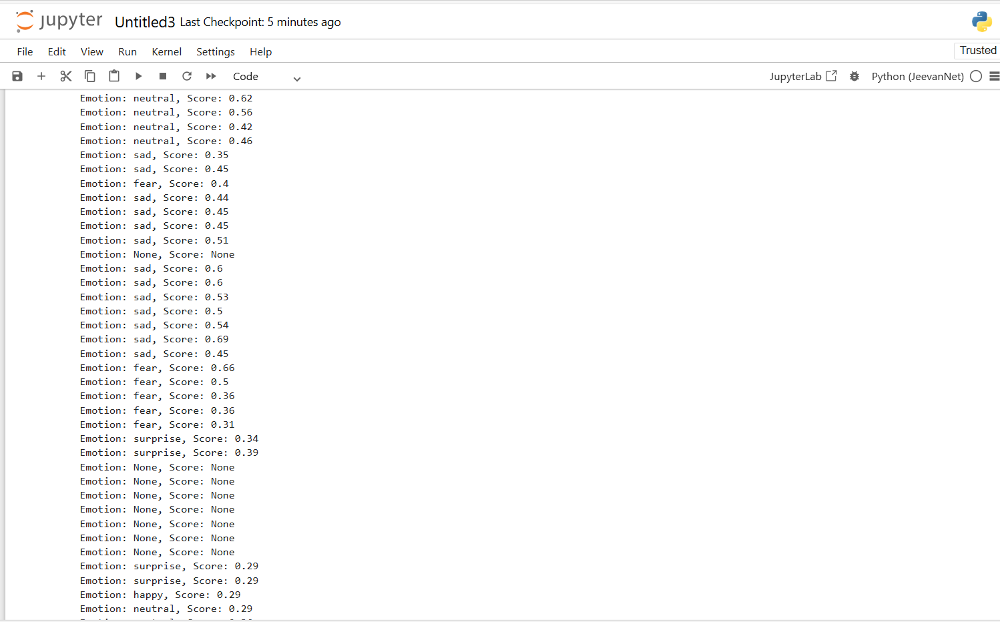 jupyter Untitled3 Last Checkpoint: 5 minutes ago
File Edit View Run Kernel Settings Help
Trusted
Code JupyterLab Python (JeevanNet)
Emotion: neutral, Score: 0.62
Emotion: neutral, Score: 0.56
Emotion: neutral, Score: 0.42
Emotion: neutral, Score: 0.46
Emotion: sad, Score: 0.35
Emotion: sad, Score: 0.45
Emotion: fear, Score: 0.4
Emotion: sad, Score: 0.44
Emotion: sad, Score: 0.45
Emotion: sad, Score: 0.45
Emotion: sad, Score: 0.51
Emotion: None, Score: None
Emotion: sad, Score: 0.6
Emotion: sad, Score: 0.6
Emotion: sad, Score: 0.53
Emotion: sad, Score: 0.5
Emotion: sad, Score: 0.54
Emotion: sad, Score: 0.69
Emotion: sad, Score: 0.45
Emotion: fear, Score: 0.66
Emotion: fear, Score: 0.5
Emotion: fear, Score: 0.36
Emotion: fear, Score: 0.36
Emotion: fear, Score: 0.31
Emotion: surprise, Score: 0.34
Emotion: surprise, Score: 0.39
Emotion: None, Score: None
Emotion: None, Score: None
Emotion: None, Score: None
Emotion: None, Score: None
Emotion: None, Score: None
Emotion: None, Score: None
Emotion: None, Score: None
Emotion: surprise, Score: 0.29
Emotion: surprise, Score: 0.29
Emotion: happy, Score: 0.29
Emotion: neutral, Score: 0.29